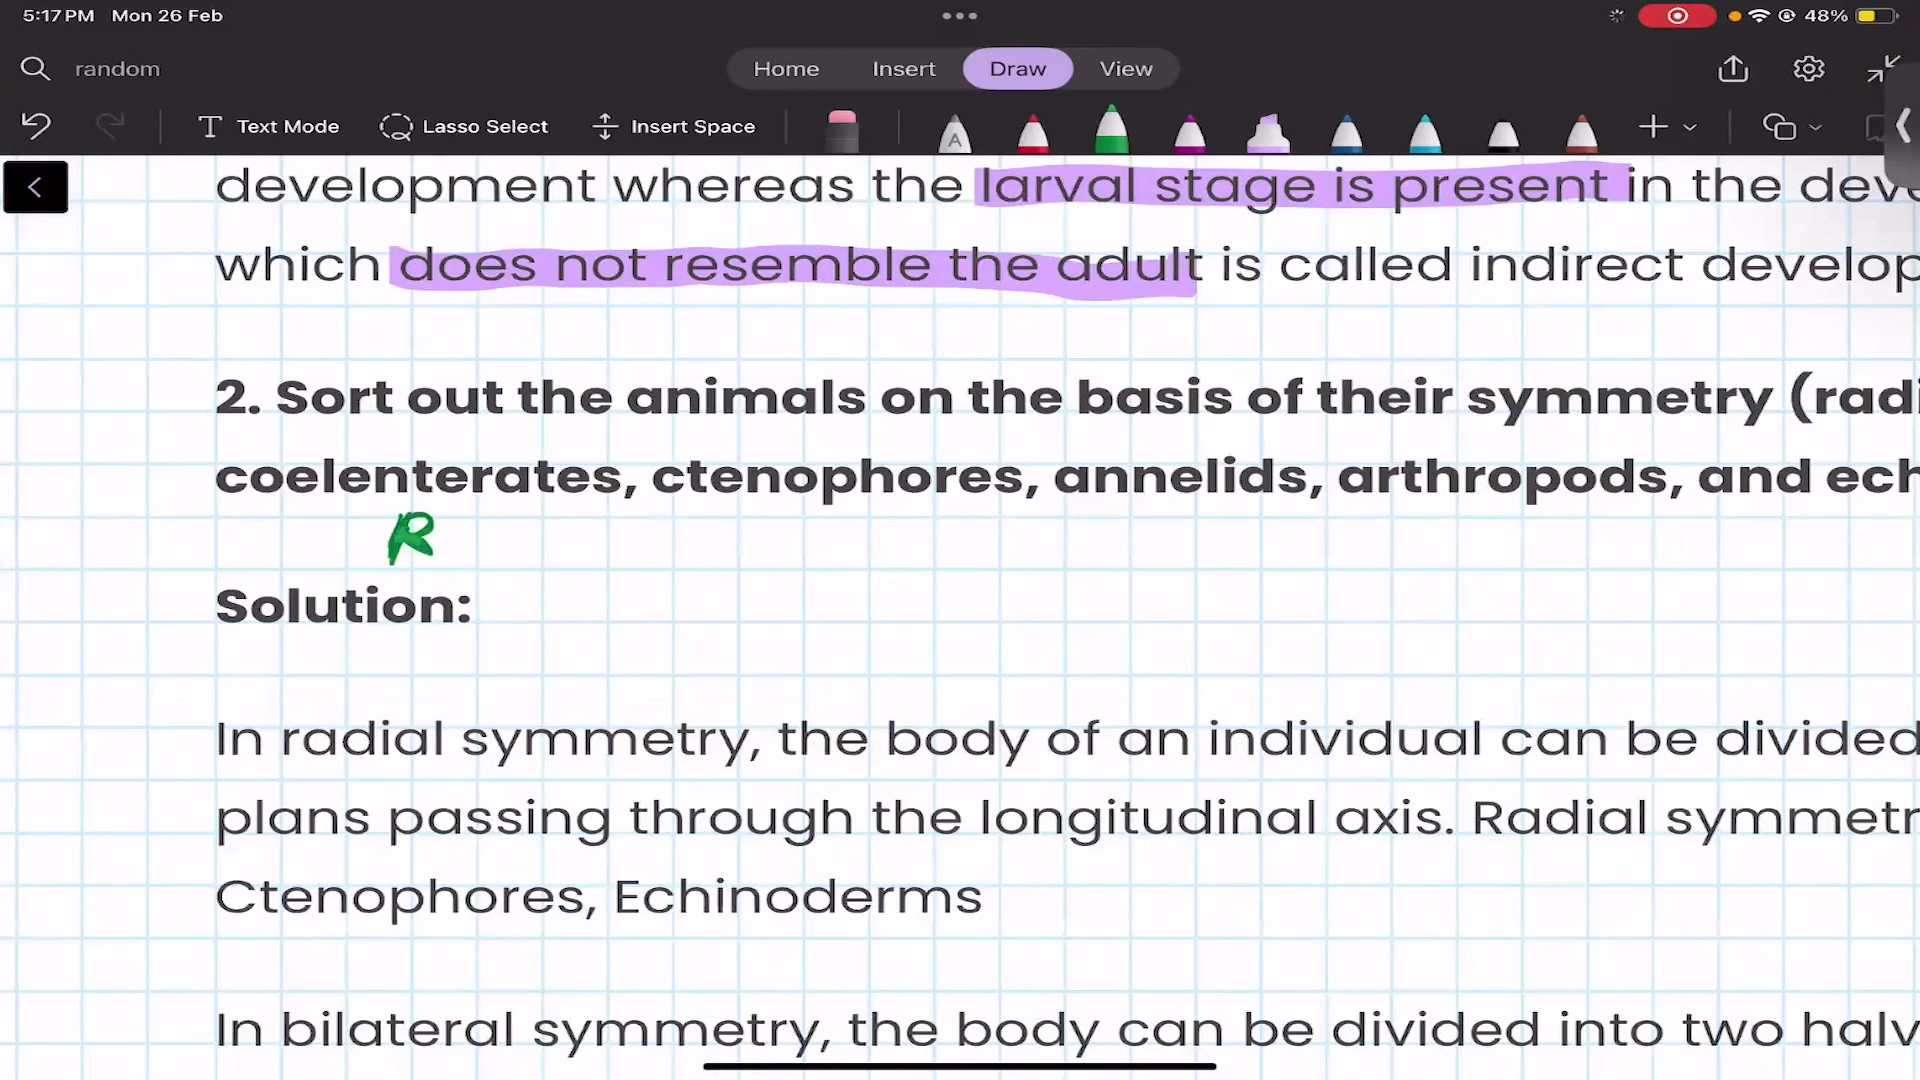 5:17 PM Mon 26 Feb
48%
random
Home Insert Draw View
Text Mode Lasso Select Insert Space
A
development whereas the larval stage is present in the deve
which does not resemble the adult is called indirect develop
2. Sort out the animals on the basis of their symmetry (radi
coelenterates, ctenophores, annelids, arthropods, and ech
R
Solution:
In radial symmetry, the body of an individual can be divided
plans passing through the longitudinal axis. Radial symmetr
Ctenophores, Echinoderms
In bilateral symmetry, the body can be divided into two halv